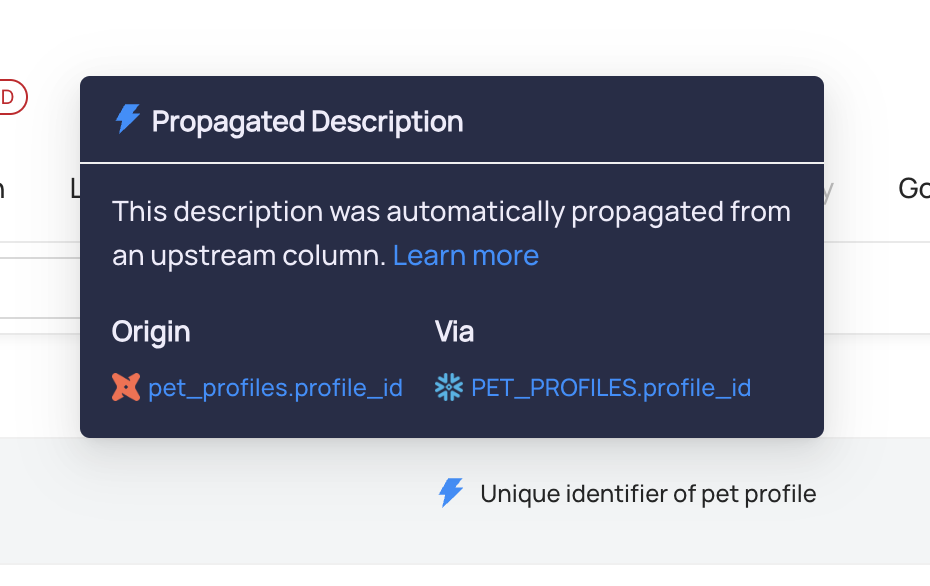 D
Propagated Description
This description was automatically propagated from
an upstream column. Learn more
Origin
Via
pet_profiles.profile_id
PET_PROFILES.profile_id
Unique identifier of pet profile